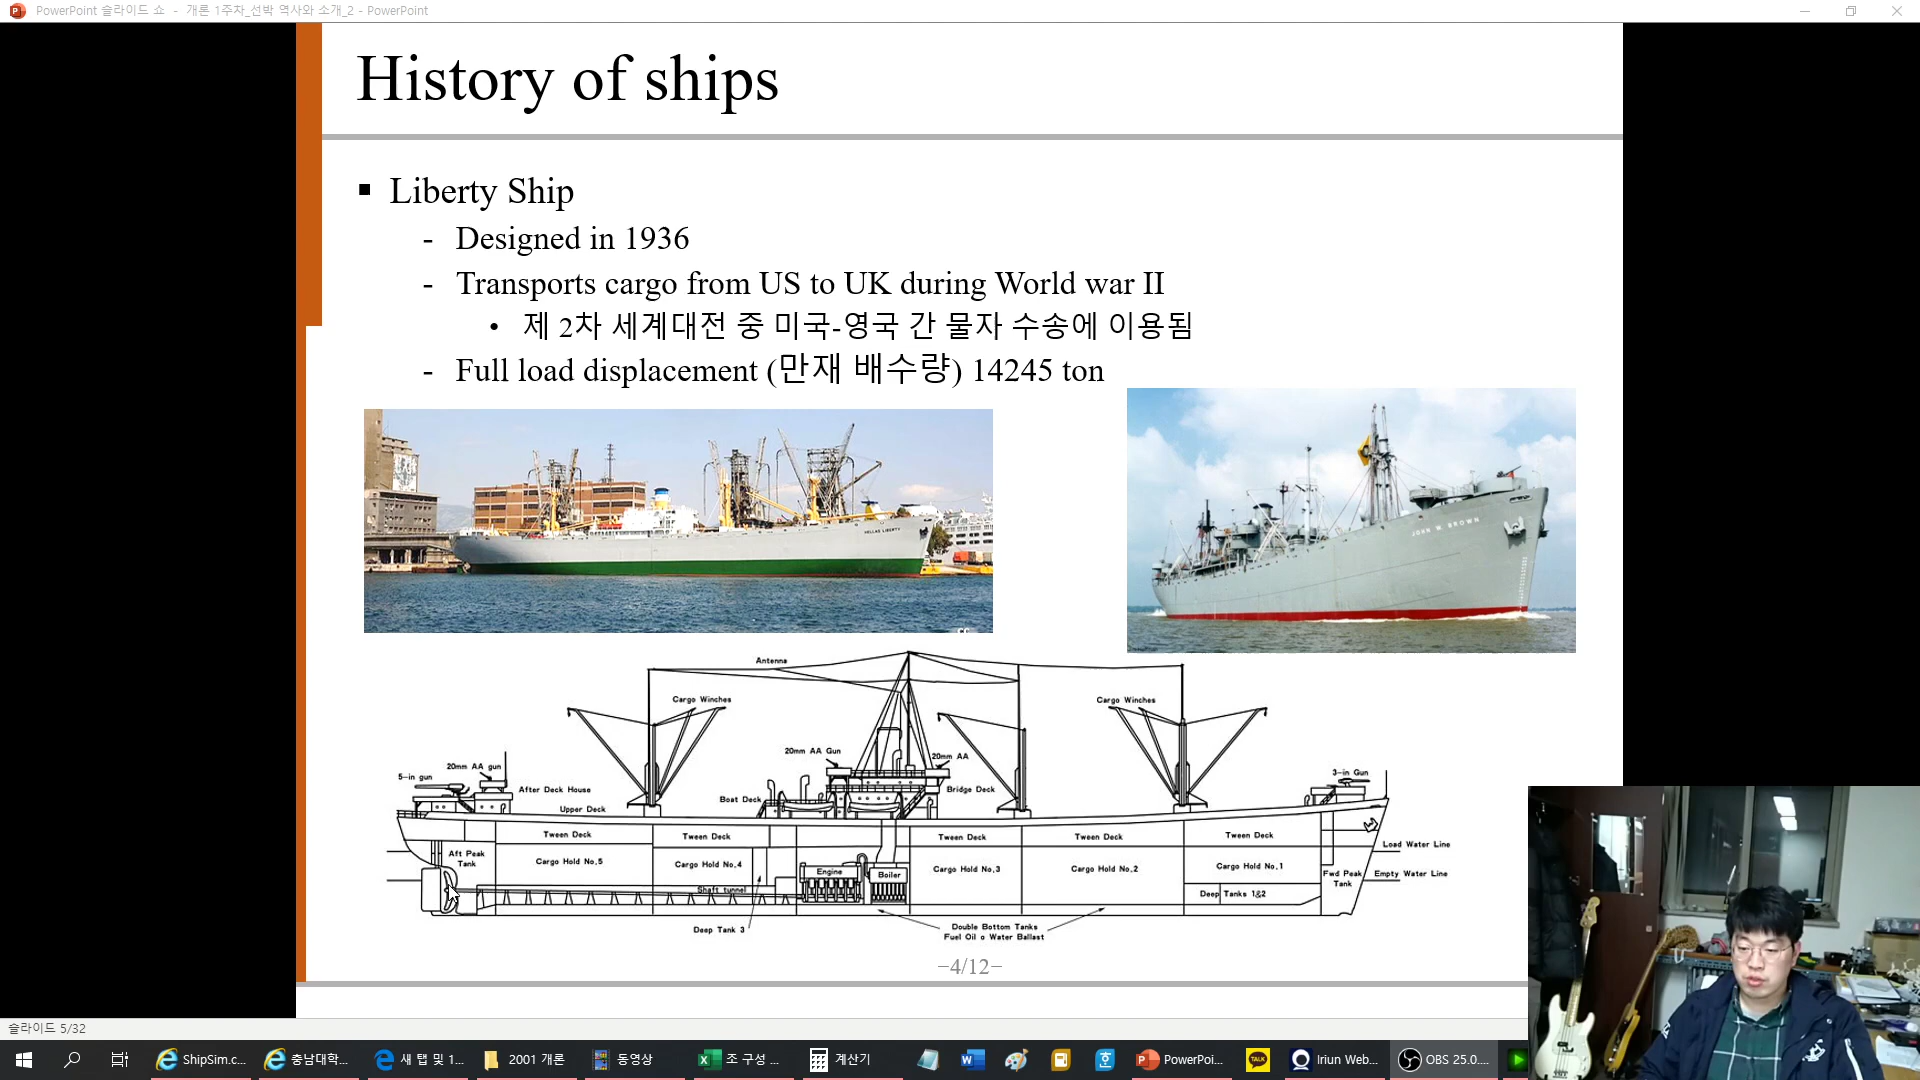 PowerPoint 슬라이드 쇼 - 개론 1주차_선박 역사와 소개_2 - PowerPoint
History of ships
▪ Liberty Ship
- Designed in 1936
- Transports cargo from US to UK during World war II
• 제 2차 세계대전 중 미국-영국 간 물자 수송에 이용됨
- Full load displacement (만재 배수량) 14245 ton
HELLAS LIBERTY
JOHN W. BROWN
Antenna
Cargo Winches
Cargo Winches
20mm AA Gun
20mm AA
20mm AA gun
5-in gun
3-in Gun
After Deck House
Boat Deck
Bridge Deck
Upper Deck
Tween Deck
Tween Deck
Tween Deck
Tween Deck
Tween Deck
Load Water Line
Aft Peak
Tank
Cargo Hold No.5
Cargo Hold No.4
Engine
Boiler
Cargo Hold No.3
Cargo Hold No.2
Cargo Hold No.1
Fwd Peak
Tank
Empty Water Line
Shaft tunnel
Deep Tanks 1&2
Deep Tank 3
Double Bottom Tanks
Fuel Oil o Water Ballast
−4/12−
슬라이드 5/32
ShipSim.c...
충남대학...
새 탭 및 1...
2001 개론
동영상
조 구성 ...
계산기
PowerPoi...
TALK
Iriun Web...
OBS 25.0....